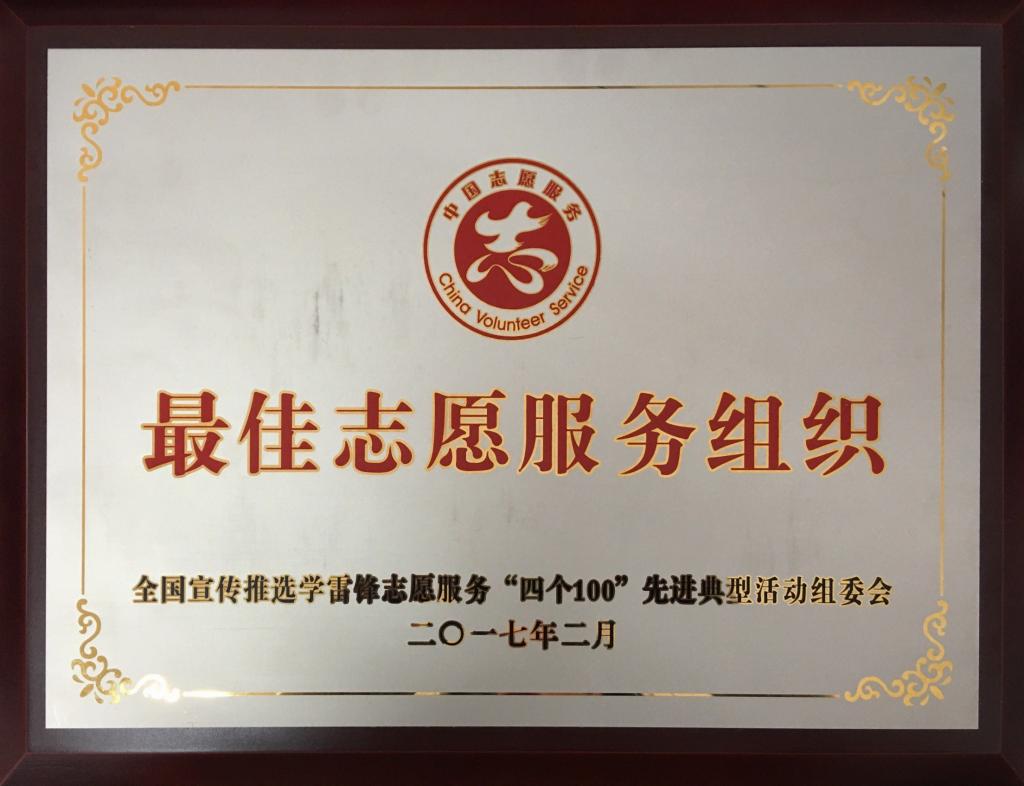 中国志愿服务
China Volunteer Service
最佳志愿服务组织
全国宣传推选学雷锋志愿服务“四个100”先进典型活动组委会
二〇一七年二月